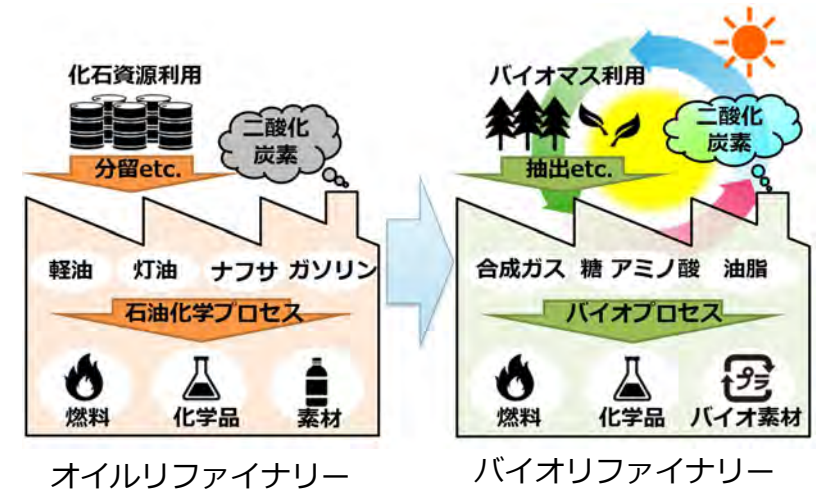 化石資源利用
二酸化
炭素
分留etc.
軽油 灯油 ナフサ ガソリン
石油化学プロセス
燃料 化学品 素材
オイルリファイナリー
バイオマス利用
二酸化
炭素
抽出etc.
合成ガス 糖 アミノ酸 油脂
バイオプロセス
プラ
燃料 化学品 バイオ素材
バイオリファイナリー